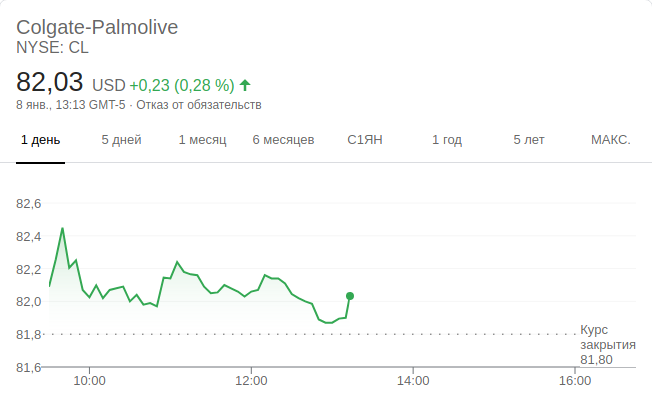 Colgate-Palmolive
NYSE: CL
82,03 USD +0,23 (0,28 %)
8 янв., 13:13 GMT-5 · Отказ от обязательств
1 день 5 дней 1 месяц 6 месяцев С1ЯН 1 год 5 лет МАКС.
82,6
82,4
82,2
82,0
81,8
81,6
Курс
закрытия
81,80
10:00 12:00 14:00 16:00